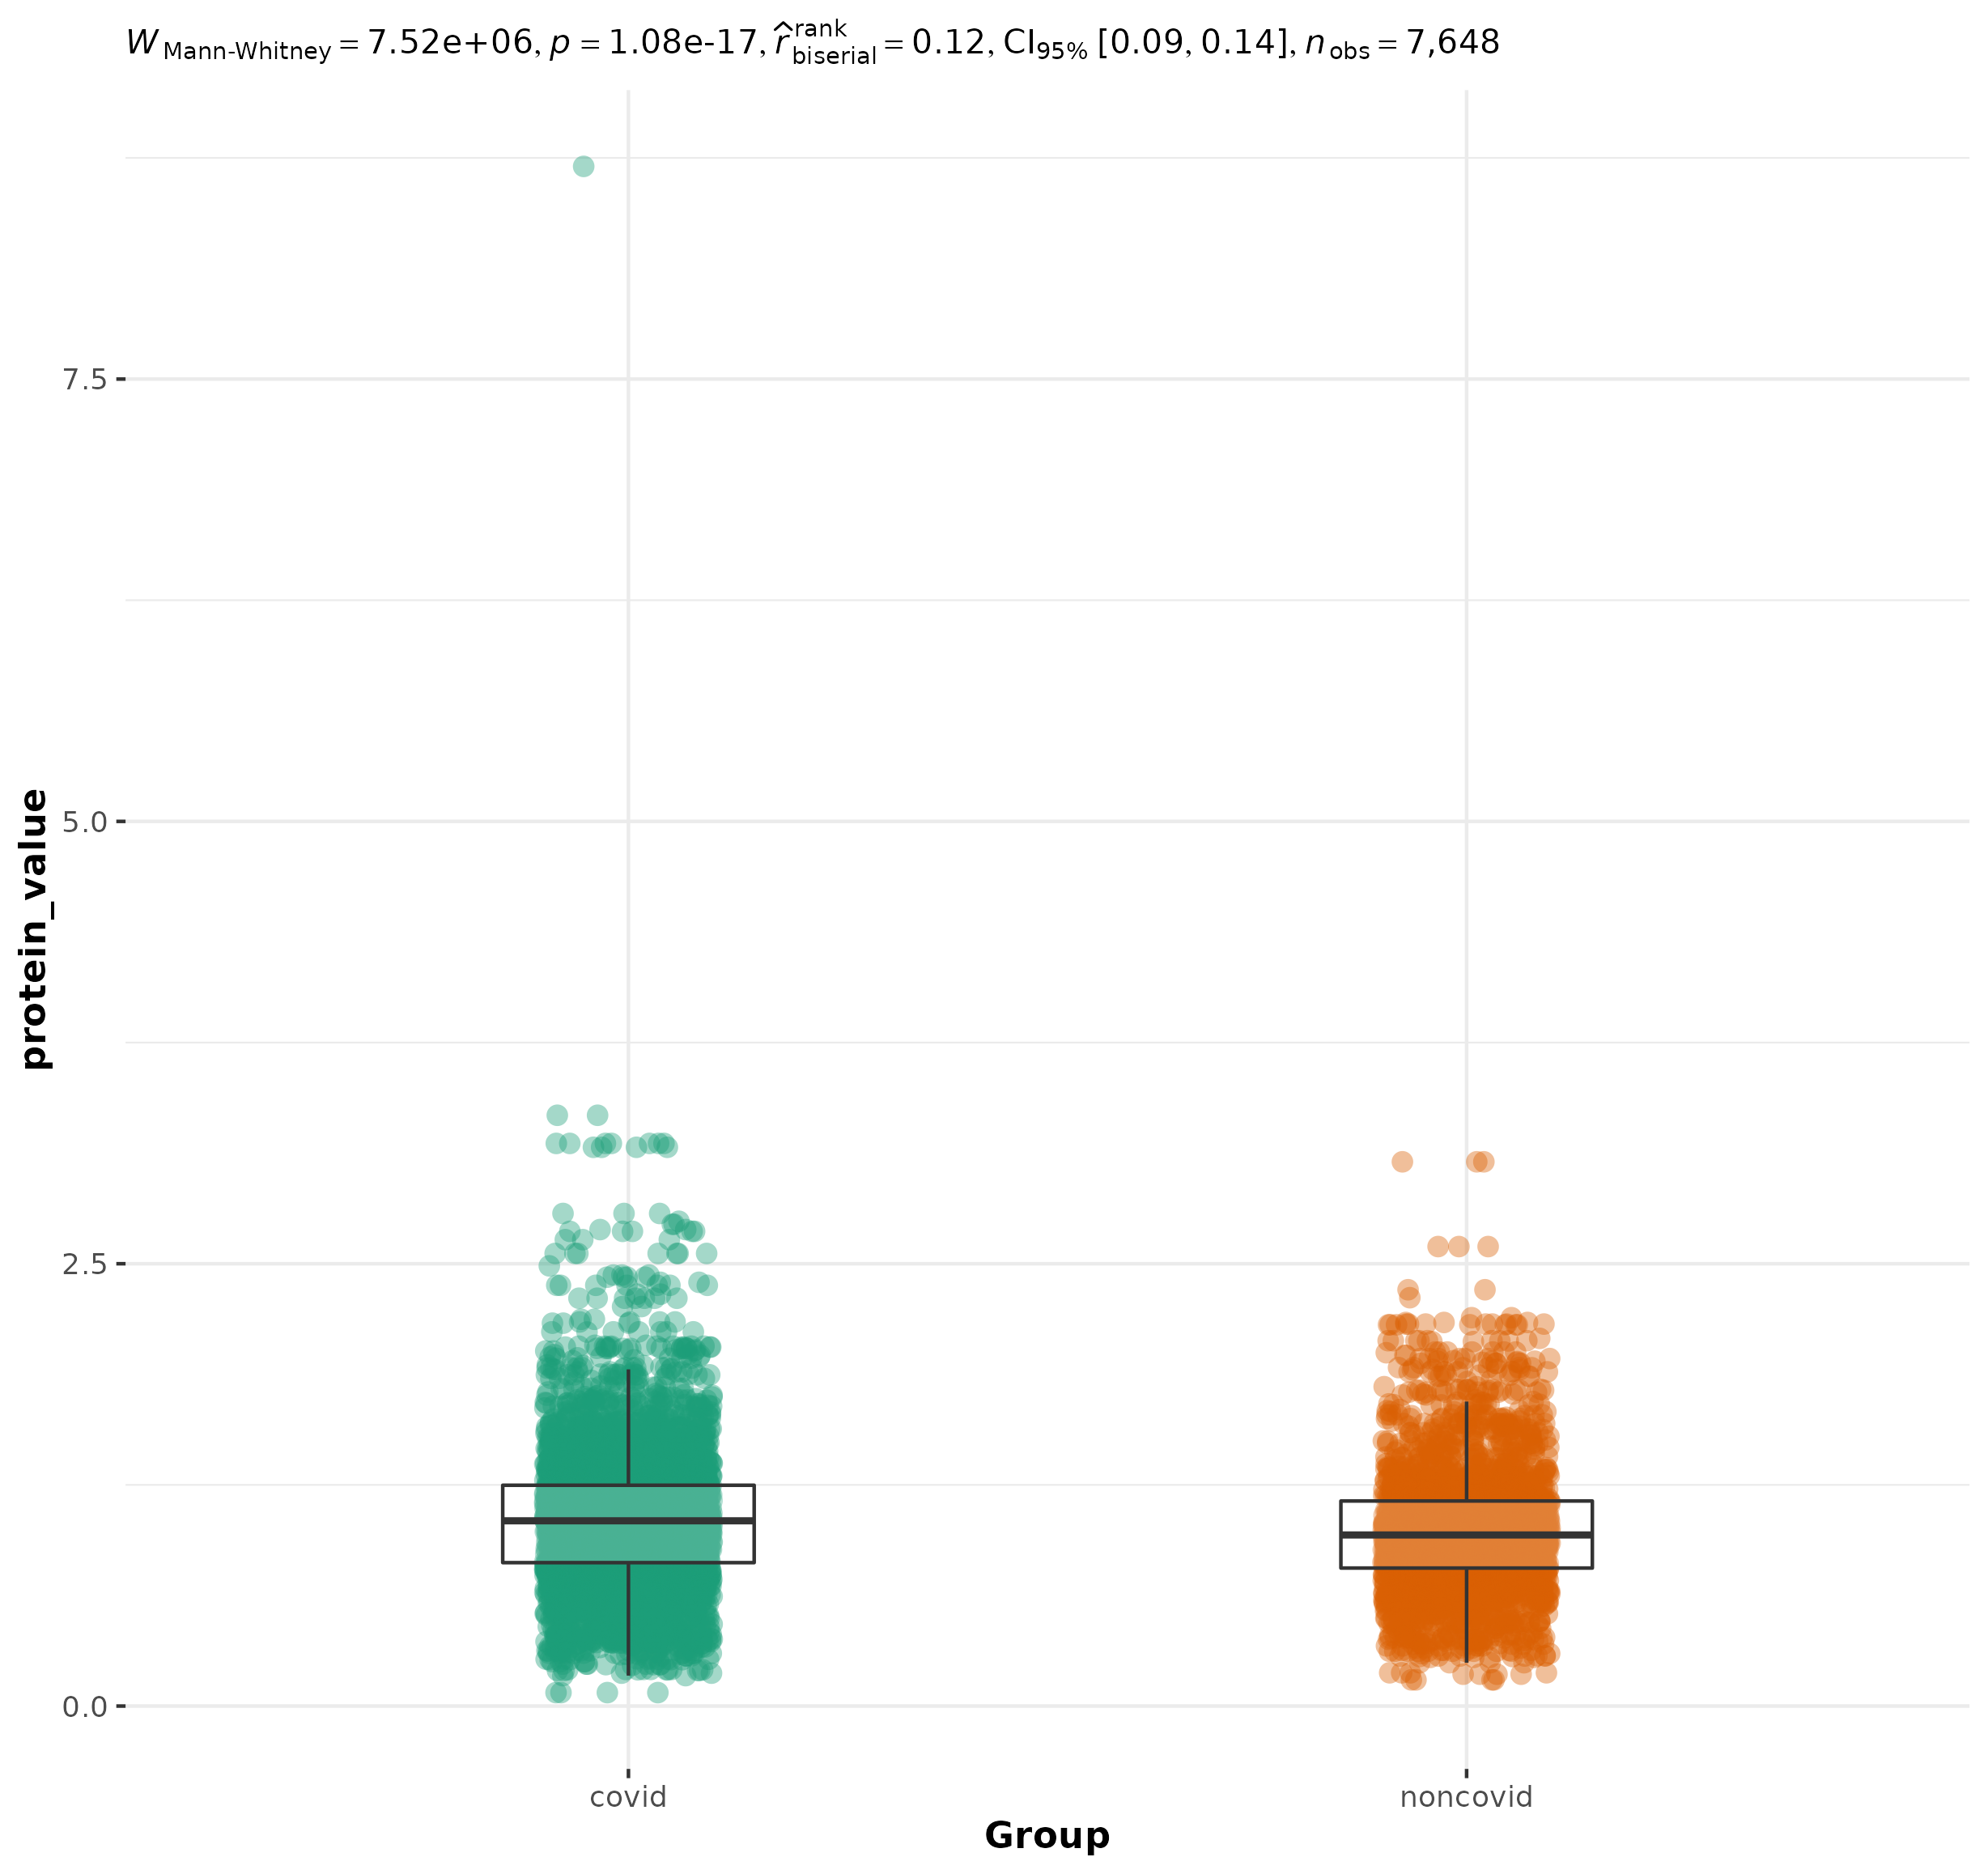 W Mann-Whitney = 7.52e+06, p = 1.08e-17, r̂ rank biserial = 0.12, CI95% [0.09, 0.14], n obs = 7,648
7.5
5.0
2.5
0.0
protein_value
covid noncovid
Group